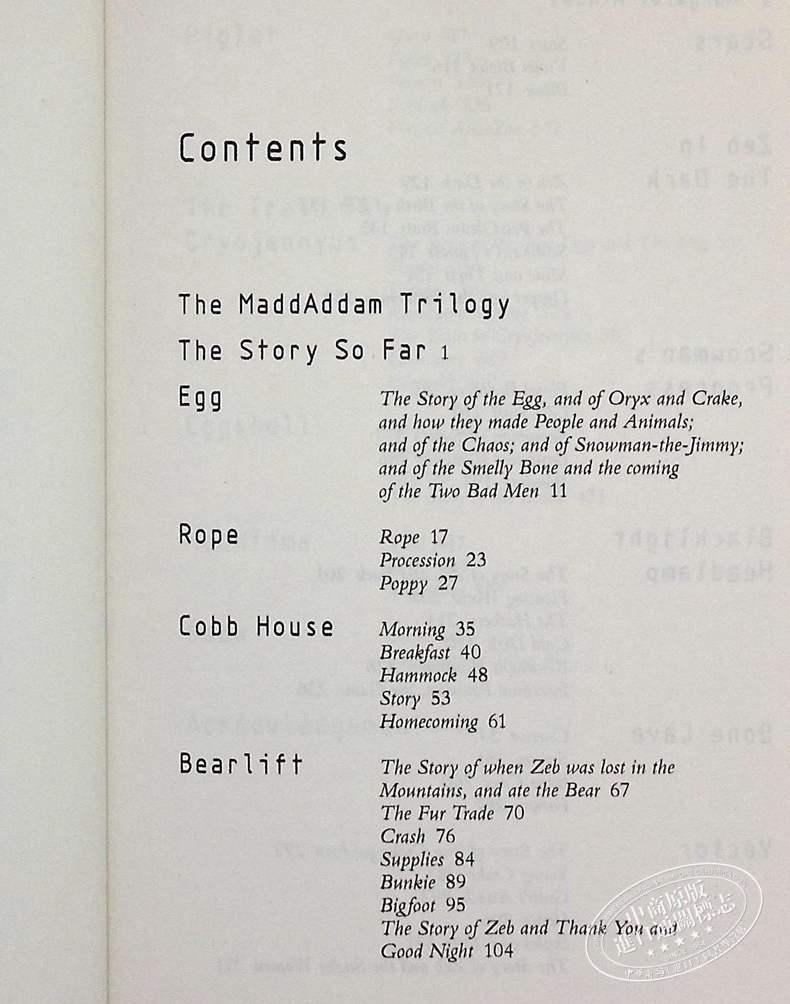 Contents
The MaddAddam Trilogy
The Story So Far 1
Egg
The Story of the Egg, and of Oryx and Crake,
and how they made People and Animals;
and of the Chaos; and of Snowman-the-Jimmy;
and of the Smelly Bone and the coming
of the Two Bad Men 11
Rope
Rope 17
Procession 23
Poppy 27
Cobb House
Morning 35
Breakfast 40
Hammock 48
Story 53
Homecoming 61
Bearlift
The Story of when Zeb was lost in the
Mountains, and ate the Bear 67
The Fur Trade 70
Crash 76
Supplies 84
Bunkie 89
Bigfoot 95
The Story of Zeb and Thank You and
Good Night 104
中商原版